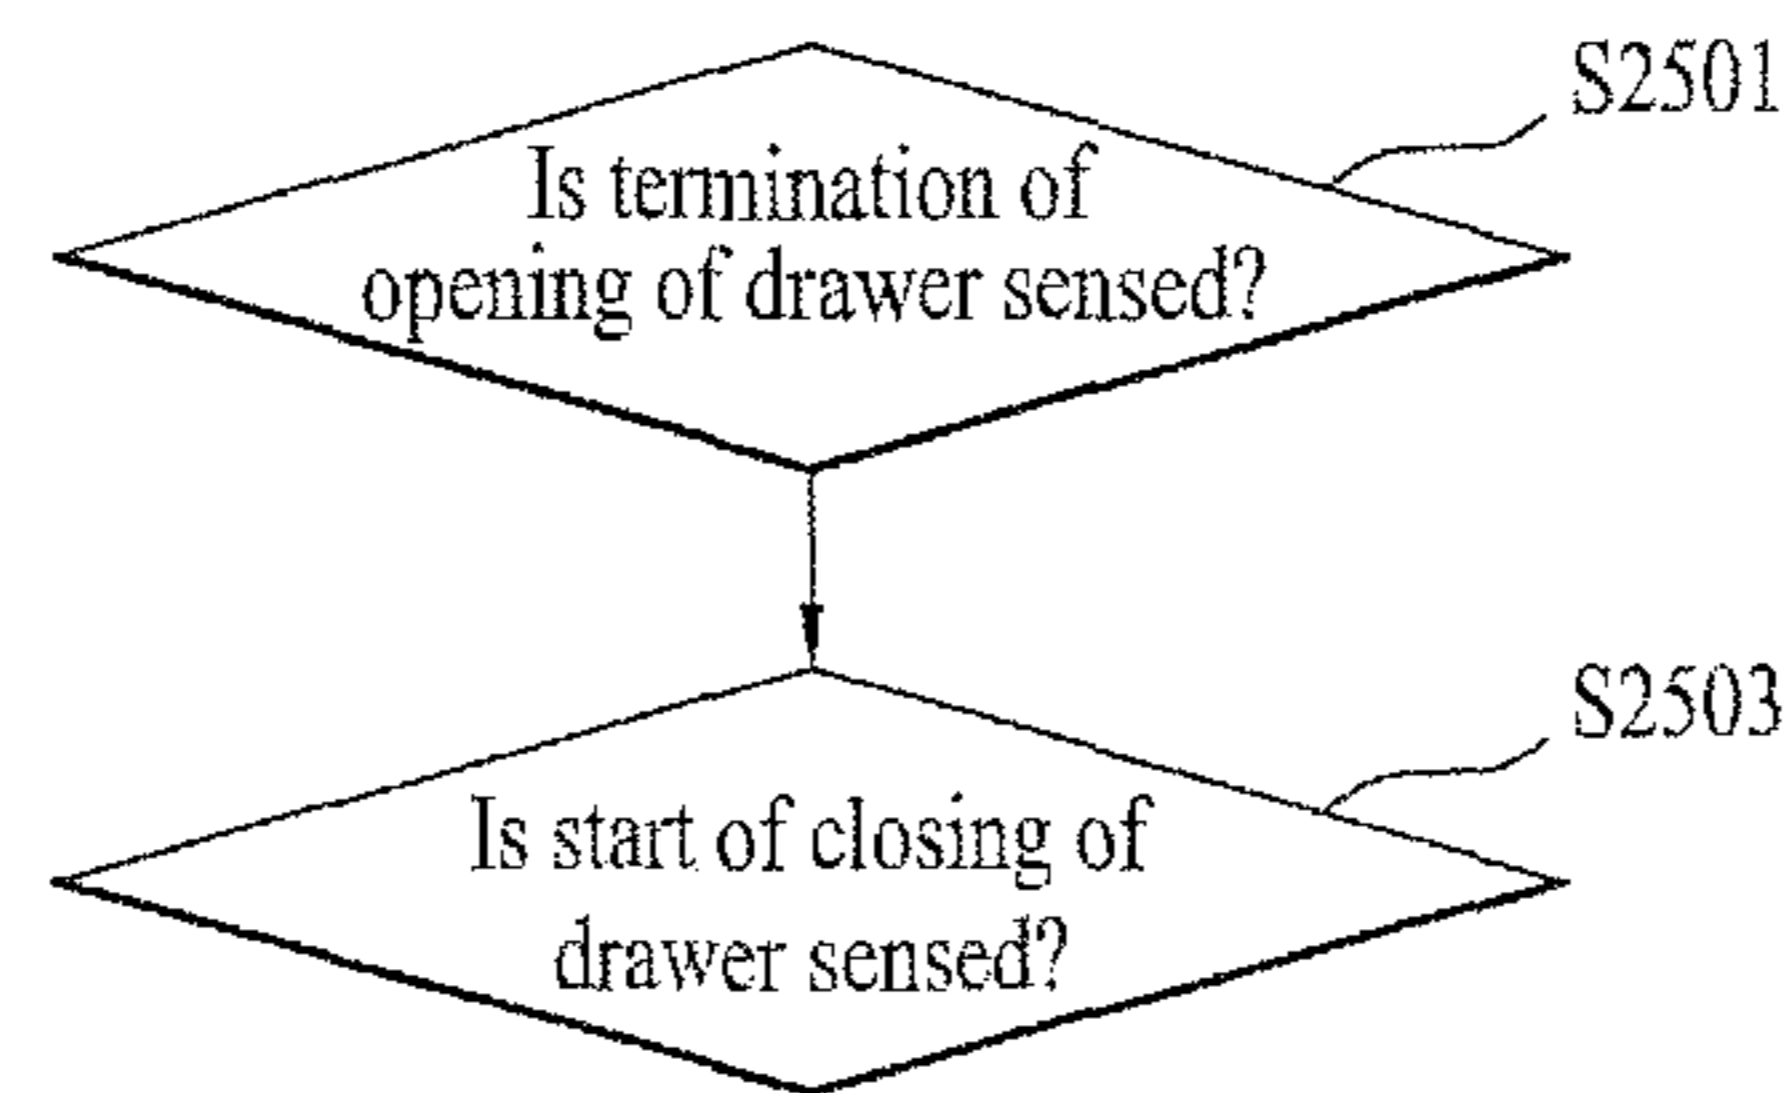 S2501
Is termination of
opening of drawer sensed?
S2503
Is start of closing of
drawer sensed?